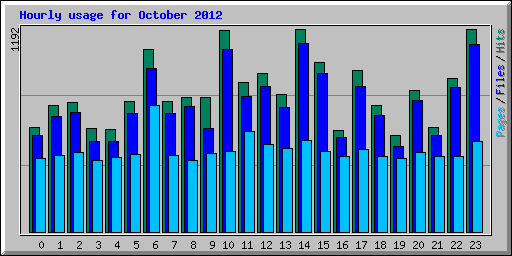 Hourly usage for October 2012
1192
Pages / Files / Hits
0 1 2 3 4 5 6 7 8 9 10 11 12 13 14 15 16 17 18 19 20 21 22 23